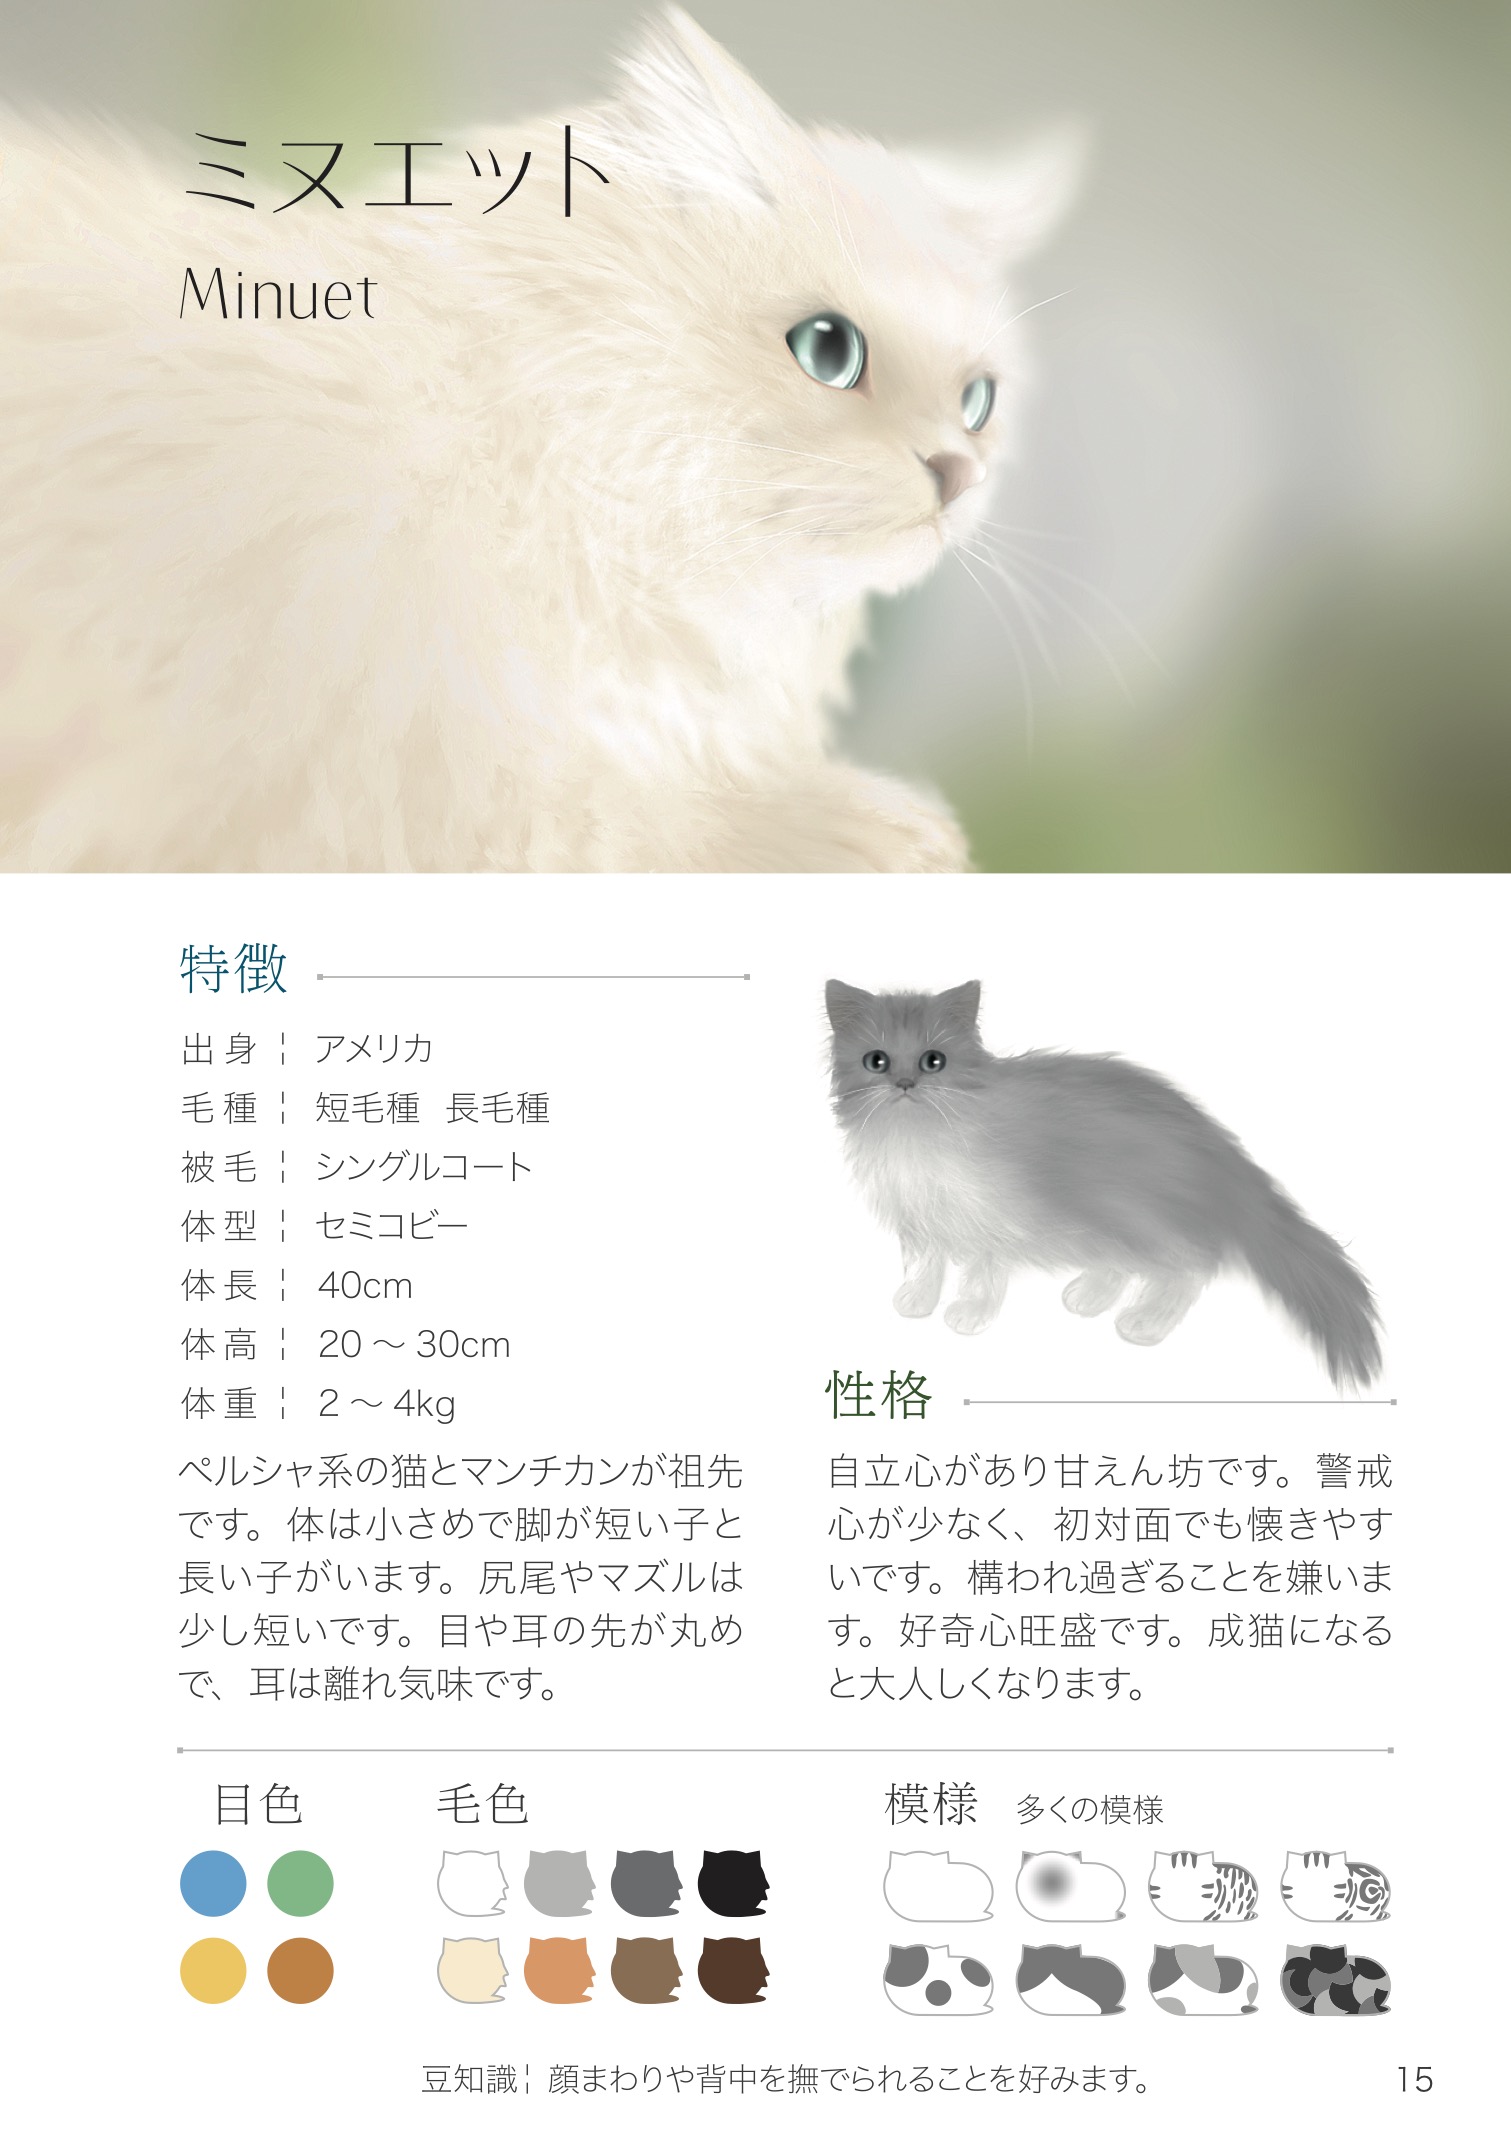 ミヌエット
Minuet
特徴
出身 ¦ アメリカ
毛種 ¦ 短毛種 長毛種
被毛 ¦ シングルコート
体型 ¦ セミコビー
体長 ¦ 40cm
体高 ¦ 20 〜 30cm
体重 ¦ 2 〜 4kg
ペルシャ系の猫とマンチカンが祖先
です。体は小さめで脚が短い子と
長い子がいます。尻尾やマズルは
少し短いです。目や耳の先が丸め
で、耳は離れ気味です。
性格
自立心があり甘えん坊です。警戒
心が少なく、初対面でも懐きやす
いです。構われ過ぎることを嫌いま
す。好奇心旺盛です。成猫になる
と大人しくなります。
目色
毛色
模様 多くの模様
豆知識¦ 顔まわりや背中を撫でられることを好みます。
15